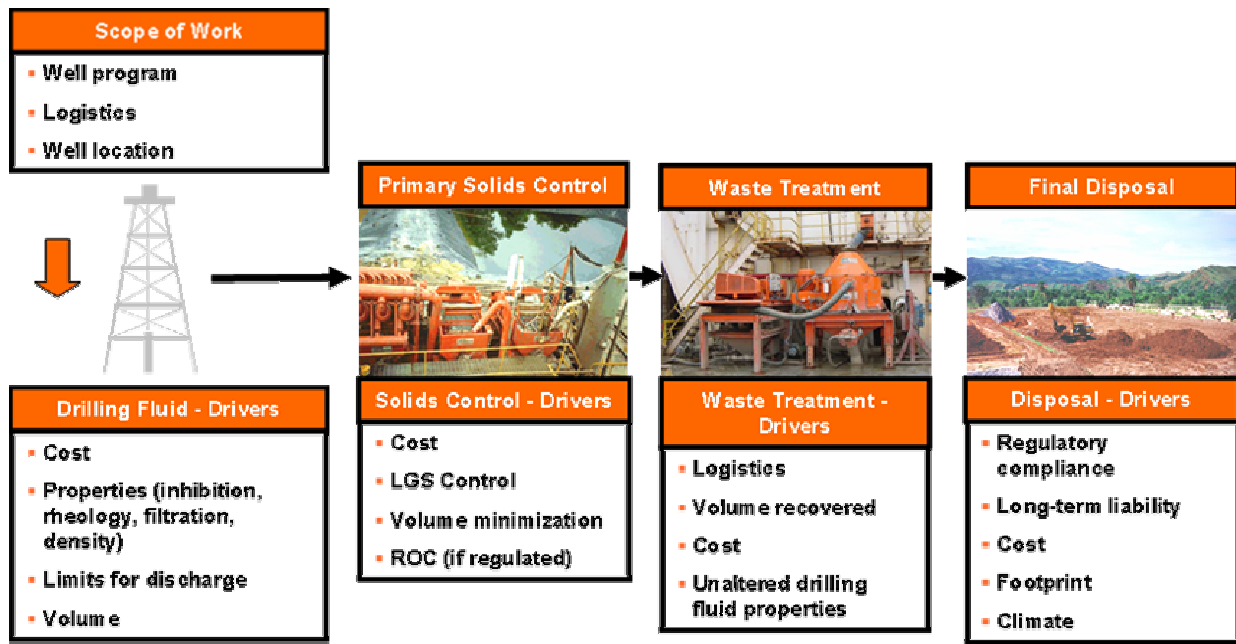 Scope of Work
Well program
Logistics
Well location
Drilling Fluid - Drivers
Cost
Properties (inhibition,
rheology, filtration,
density)
Limits for discharge
Volume
Primary Solids Control
Solids Control - Drivers
Cost
LGS Control
Volume minimization
ROC (if regulated)
Waste Treatment
Waste Treatment -
Drivers
Logistics
Volume recovered
Cost
Unaltered drilling
fluid properties
Final Disposal
Disposal - Drivers
Regulatory
compliance
Long-term liability
Cost
Footprint
Climate